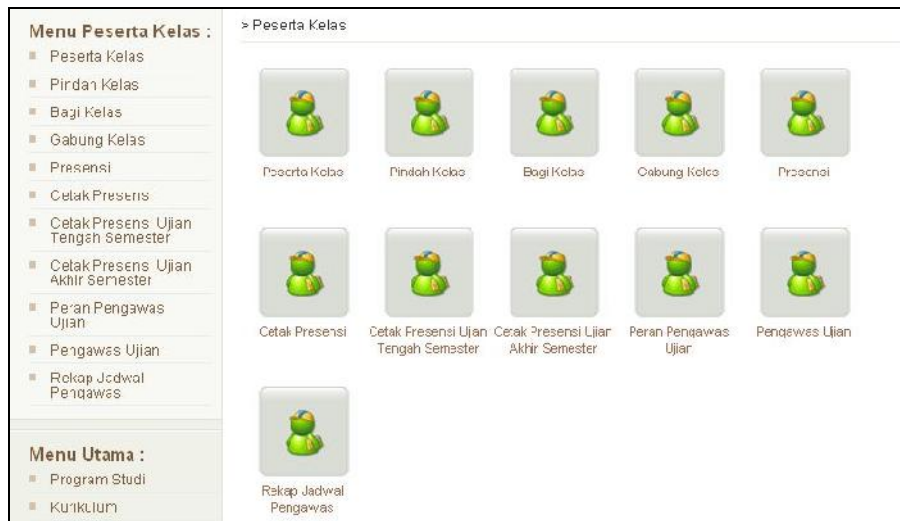 Menu Peserta Kelas :
Peserta Kelas
Pindah Kelas
Bagi Kelas
Gabung Kelas
Presensi
Cetak Presensi
Cetak Presensi Ujian
Tengah Semester
Cetak Presensi Ujian
Akhir Semester
Peran Pengawas
Ujian
Pengawas Ujian
Rekap Jadwal
Pengawas
Menu Utama :
Program Studi
Kurikulum
> Peserta Kelas
Peserta Kelas
Pindah Kelas
Bagi Kelas
Gabung Kelas
Presensi
Cetak Presensi
Cetak Presensi Ujian
Tengah Semester
Cetak Presensi Ujian
Akhir Semester
Peran Pengawas
Ujian
Pengawas Ujian
Rekap Jadwal
Pengawas